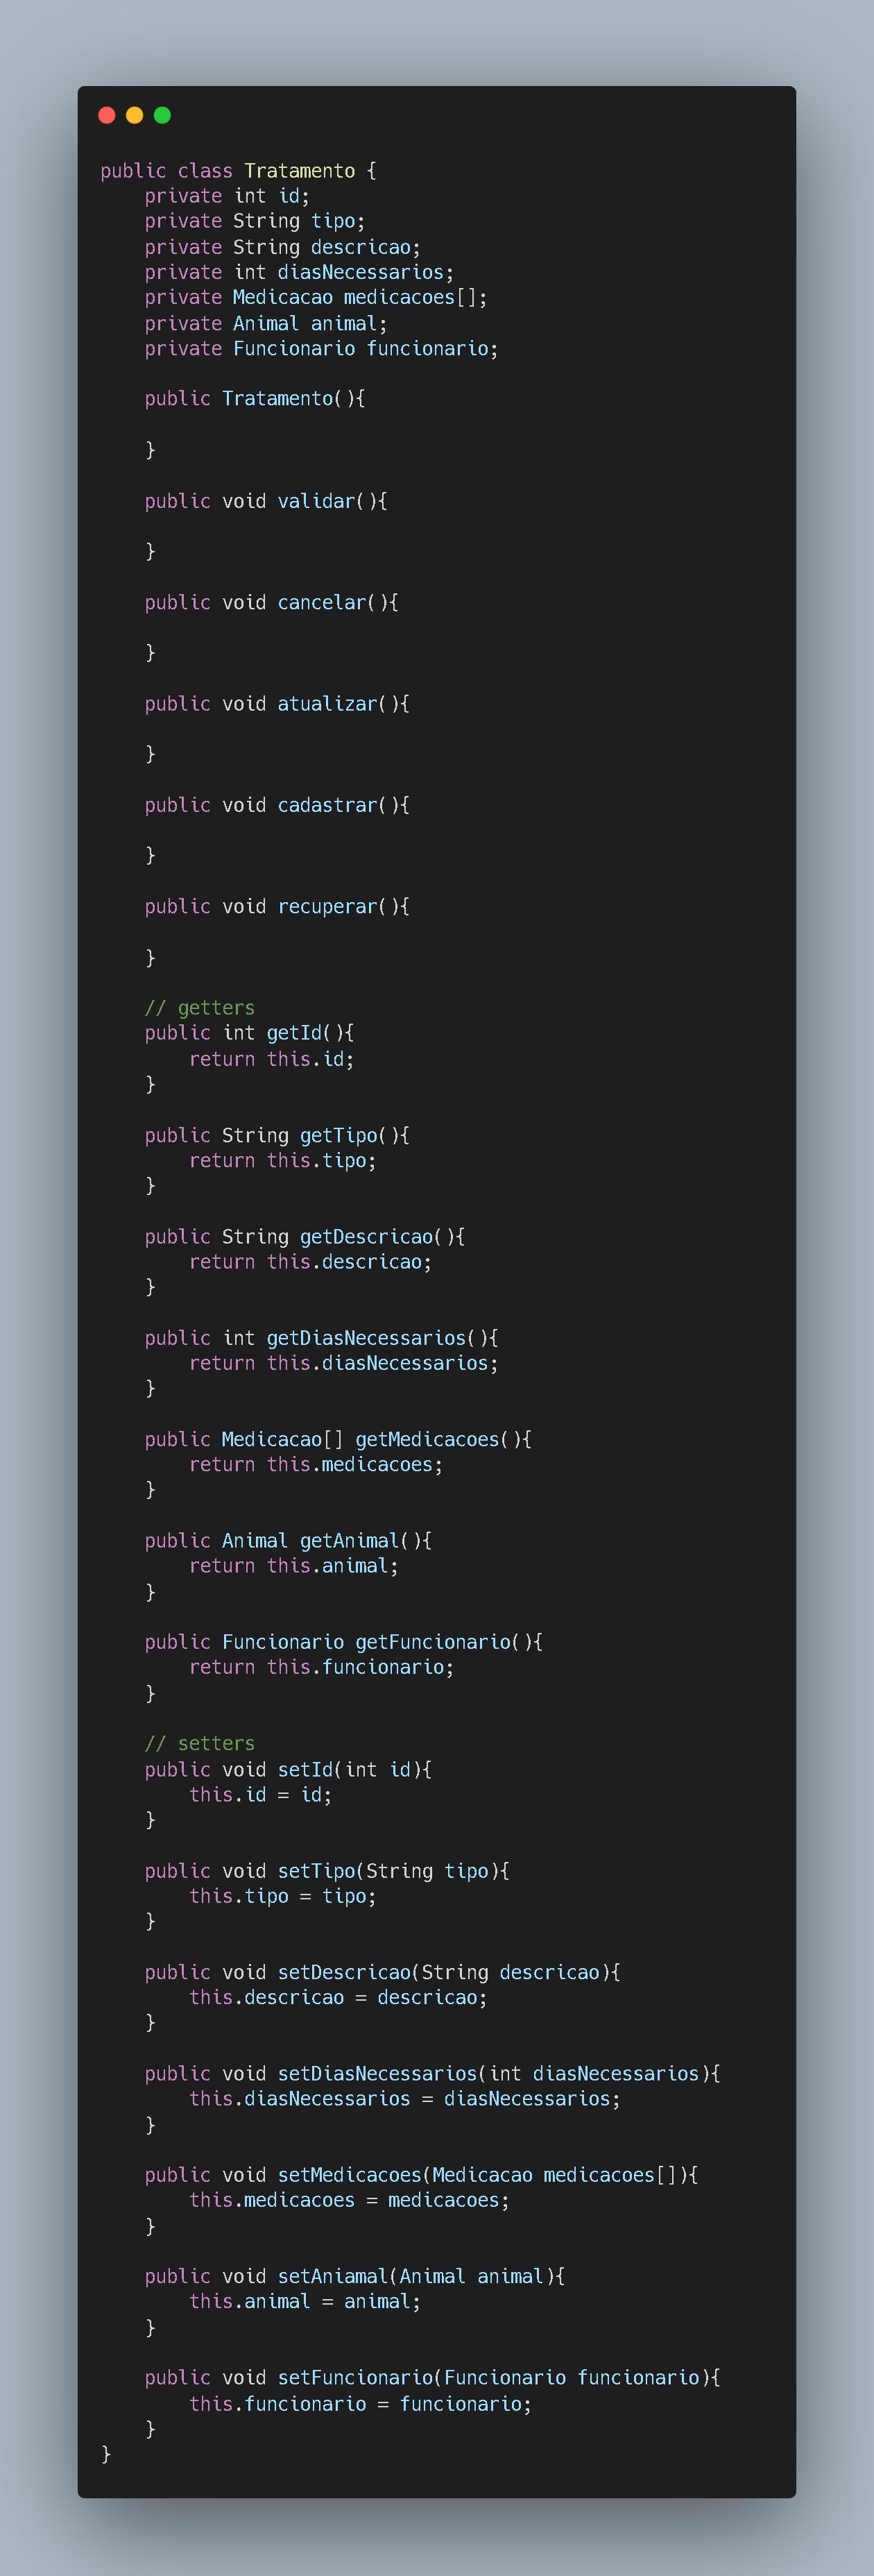 public class Tratamento {
    private int id;
    private String tipo;
    private String descricao;
    private int diasNecessarios;
    private Medicacao medicacoes[];
    private Animal animal;
    private Funcionario funcionario;

    public Tratamento(){

    }

    public void validar(){

    }

    public void cancelar(){

    }

    public void atualizar(){

    }

    public void cadastrar(){

    }

    public void recuperar(){

    }

    // getters
    public int getId(){
        return this.id;
    }

    public String getTipo(){
        return this.tipo;
    }

    public String getDescricao(){
        return this.descricao;
    }

    public int getDiasNecessarios(){
        return this.diasNecessarios;
    }

    public Medicacao[] getMedicacoes(){
        return this.medicacoes;
    }

    public Animal getAnimal(){
        return this.animal;
    }

    public Funcionario getFuncionario(){
        return this.funcionario;
    }

    // setters
    public void setId(int id){
        this.id = id;
    }

    public void setTipo(String tipo){
        this.tipo = tipo;
    }

    public void setDescricao(String descricao){
        this.descricao = descricao;
    }

    public void setDiasNecessarios(int diasNecessarios){
        this.diasNecessarios = diasNecessarios;
    }

    public void setMedicacoes(Medicacao medicacoes[]){
        this.medicacoes = medicacoes;
    }

    public void setAniamal(Animal animal){
        this.animal = animal;
    }

    public void setFuncionario(Funcionario funcionario){
        this.funcionario = funcionario;
    }
}